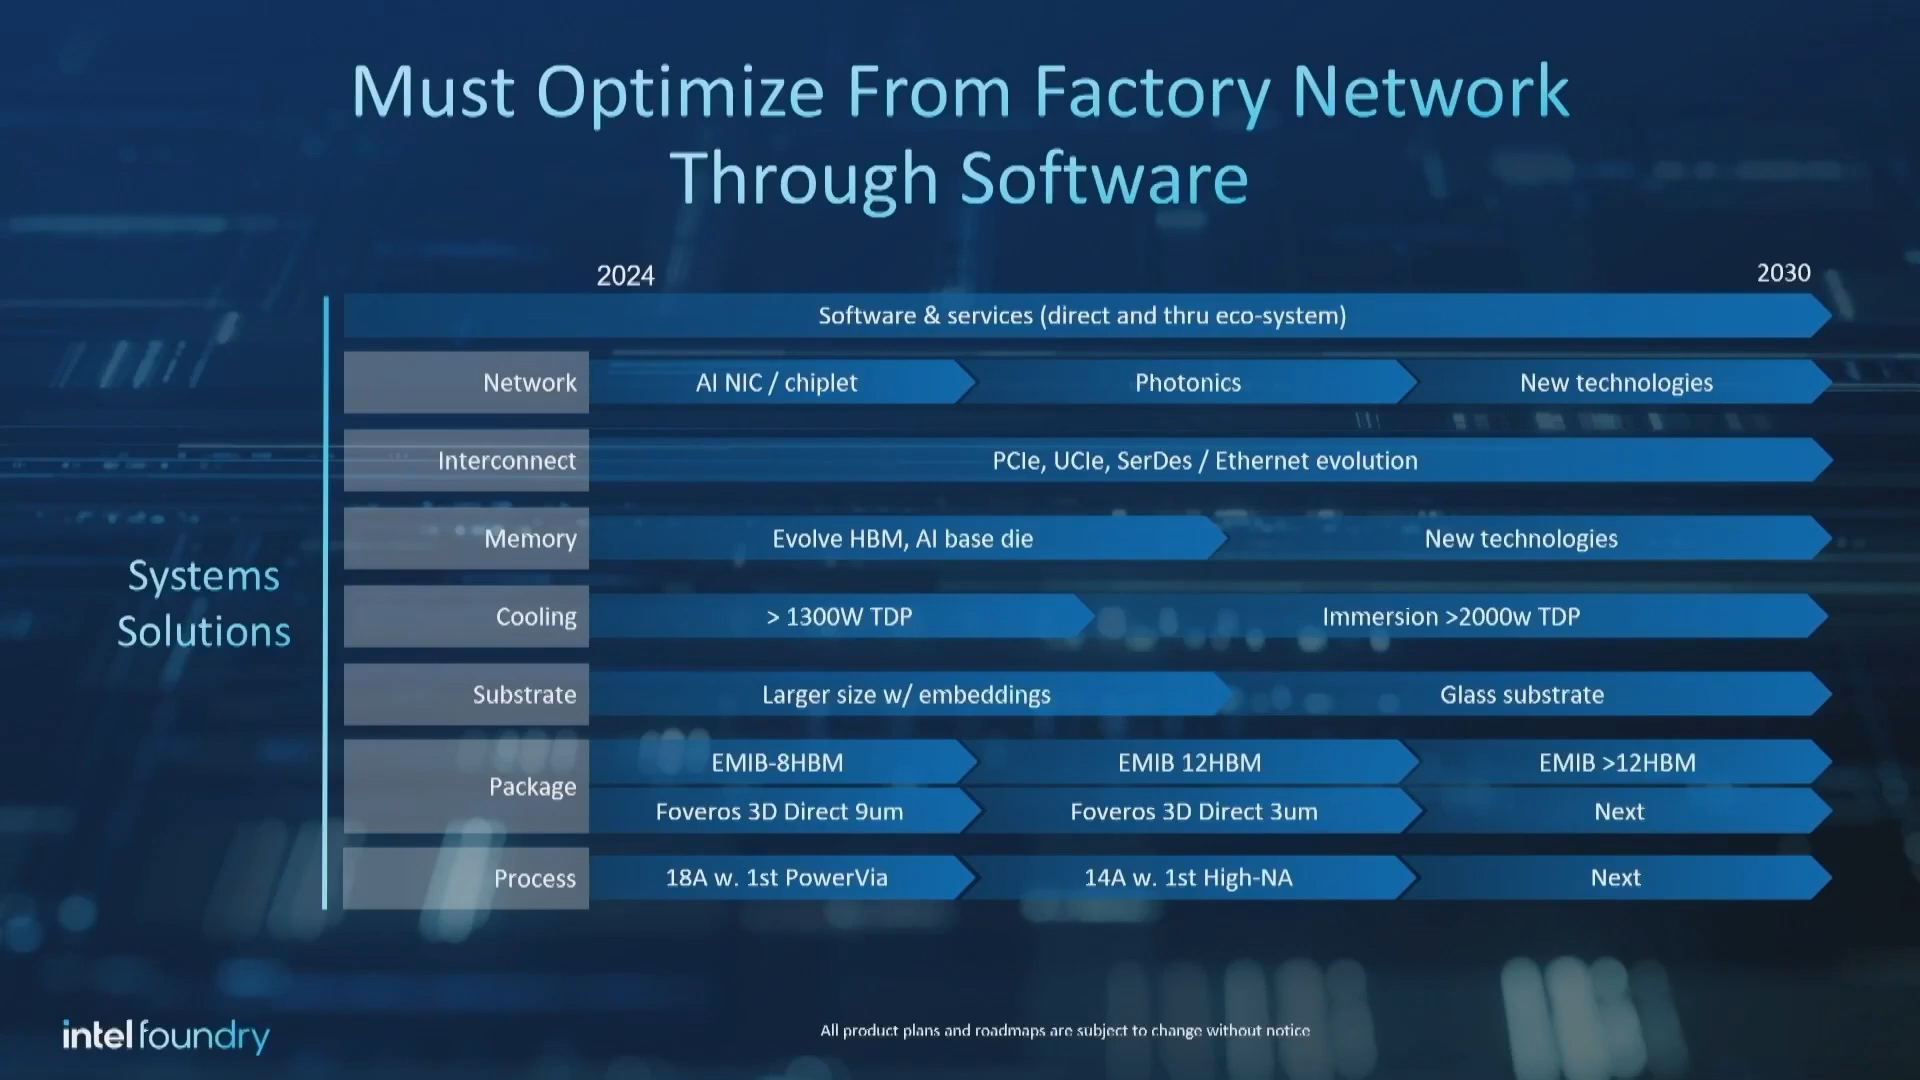 Must Optimize From Factory Network
Through Software
2024
2030
Software & services (direct and thru eco-system)
Network
AI NIC / chiplet
Photonics
New technologies
Interconnect
PCIe, UCIe, SerDes / Ethernet evolution
Memory
Evolve HBM, AI base die
New technologies
Systems
Solutions
Cooling
> 1300W TDP
Immersion >2000w TDP
Substrate
Larger size w/ embeddings
Glass substrate
Package
EMIB-8HBM
EMIB 12HBM
EMIB >12HBM
Foveros 3D Direct 9um
Foveros 3D Direct 3um
Next
Process
18A w. 1st PowerVia
14A w. 1st High-NA
Next
intel foundry
All product plans and roadmaps are subject to change without notice